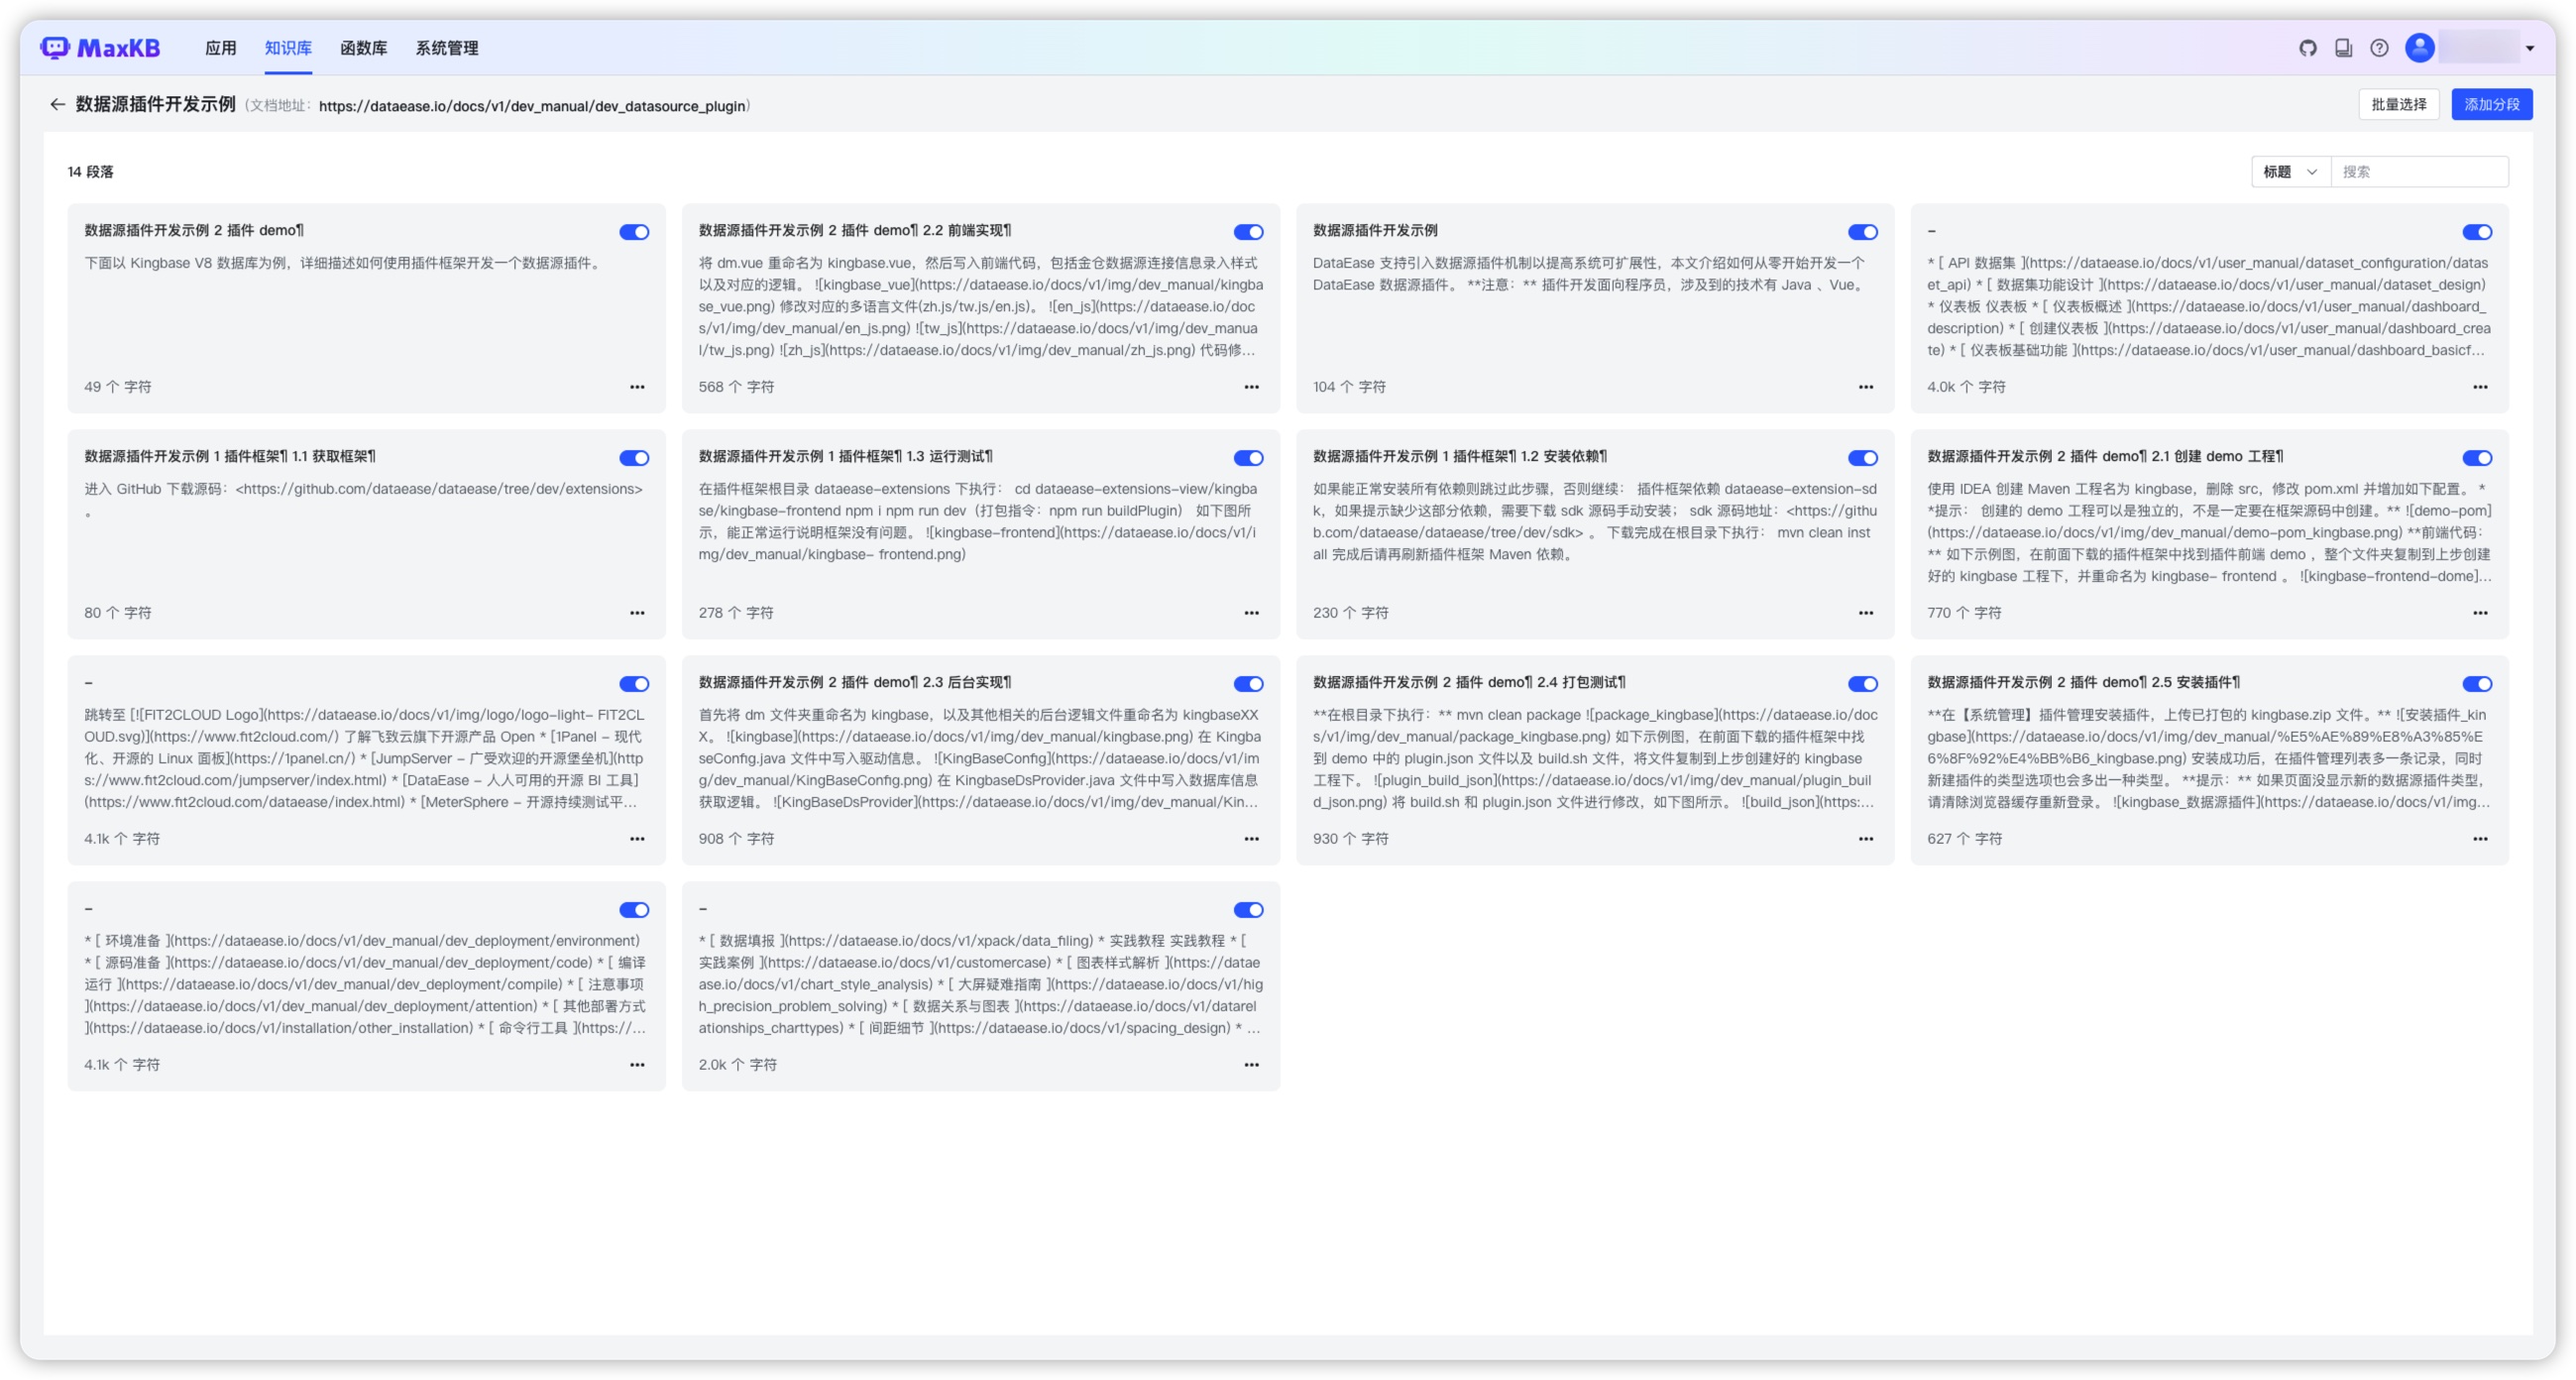 MaxKB 应用 知识库 函数库 系统管理
数据源插件开发示例 (文档地址: https://dataease.io/docs/v1/dev_manual/dev_datasource_plugin)
批量选择 添加分段
14 段落
标题 搜索
数据源插件开发示例 2 插件 demo¶
下面以 Kingbase V8 数据库为例，详细描述如何使用插件框架开发一个数据源插件。
49 个 字符
数据源插件开发示例 2 插件 demo¶ 2.2 前端实现¶
将 dm.vue 重命名为 kingbase.vue，然后写入前端代码，包括金仓数据源连接信息录入样式
以及对应的逻辑。 ![kingbase_vue](https://dataease.io/docs/v1/img/dev_manual/kingba
se_vue.png) 修改对应的多语言文件(zh.js/tw.js/en.js)。 ![en_js](https://dataease.io/doc
s/v1/img/dev_manual/en_js.png) ![tw_js](https://dataease.io/docs/v1/img/dev_manua
l/tw_js.png) ![zh_js](https://dataease.io/docs/v1/img/dev_manual/zh_js.png) 代码修...
568 个 字符
数据源插件开发示例
DataEase 支持引入数据源插件机制以提高系统可扩展性，本文介绍如何从零开始开发一个
DataEase 数据源插件。 **注意：** 插件开发面向程序员，涉及到的技术有 Java 、Vue。
104 个 字符
-
* [ API 数据集 ](https://dataease.io/docs/v1/user_manual/dataset_configuration/datas
et_api) * [ 数据集功能设计 ](https://dataease.io/docs/v1/user_manual/dataset_design)
* 仪表板 仪表板 * [ 仪表板概述 ](https://dataease.io/docs/v1/user_manual/dashboard_
description) * [ 创建仪表板 ](https://dataease.io/docs/v1/user_manual/dashboard_crea
te) * [ 仪表板基础功能 ](https://dataease.io/docs/v1/user_manual/dashboard_basicf...
4.0k 个 字符
数据源插件开发示例 1 插件框架¶ 1.1 获取框架¶
进入 GitHub 下载源码：<https://github.com/dataease/dataease/tree/dev/extensions>
。
80 个 字符
数据源插件开发示例 1 插件框架¶ 1.3 运行测试¶
在插件框架根目录 dataease-extensions 下执行： cd dataease-extensions-view/kingba
se/kingbase-frontend npm i npm run dev（打包指令：npm run buildPlugin） 如下图所
示，能正常运行说明框架没有问题。 ![kingbase-frontend](https://dataease.io/docs/v1/i
mg/dev_manual/kingbase- frontend.png)
278 个 字符
数据源插件开发示例 1 插件框架¶ 1.2 安装依赖¶
如果能正常安装所有依赖则跳过此步骤，否则继续： 插件框架依赖 dataease-extension-sd
k，如果提示缺少这部分依赖，需要下载 sdk 源码手动安装； sdk 源码地址：<https://githu
b.com/dataease/dataease/tree/dev/sdk> 。 下载完成在根目录下执行： mvn clean inst
all 完成后请再刷新插件框架 Maven 依赖。
230 个 字符
数据源插件开发示例 2 插件 demo¶ 2.1 创建 demo 工程¶
使用 IDEA 创建 Maven 工程名为 kingbase，删除 src，修改 pom.xml 并增加如下配置。 *
*提示： 创建的 demo 工程可以是独立的，不是一定要在框架源码中创建。** ![demo-pom]
(https://dataease.io/docs/v1/img/dev_manual/demo-pom_kingbase.png) **前端代码：
** 如下示例图，在前面下载的插件框架中找到插件前端 demo ，整个文件夹复制到上步创建
好的 kingbase 工程下，并重命名为 kingbase- frontend 。 ![kingbase-frontend-dome]...
770 个 字符
-
跳转至 [![FIT2CLOUD Logo](https://dataease.io/docs/v1/img/logo/logo-light- FIT2CL
OUD.svg)](https://www.fit2cloud.com/) 了解飞致云旗下开源产品 Open * [1Panel - 现代
化、开源的 Linux 面板](https://1panel.cn/) * [JumpServer - 广受欢迎的开源堡垒机](http
s://www.fit2cloud.com/jumpserver/index.html) * [DataEase - 人人可用的开源 BI 工具]
(https://www.fit2cloud.com/dataease/index.html) * [MeterSphere - 开源持续测试平...
4.1k 个 字符
数据源插件开发示例 2 插件 demo¶ 2.3 后台实现¶
首先将 dm 文件夹重命名为 kingbase，以及其他相关的后台逻辑文件重命名为 kingbaseXX
X。 ![kingbase](https://dataease.io/docs/v1/img/dev_manual/kingbase.png) 在 Kingba
seConfig.java 文件中写入驱动信息。 ![KingBaseConfig](https://dataease.io/docs/v1/im
g/dev_manual/KingBaseConfig.png) 在 KingbaseDsProvider.java 文件中写入数据库信息
获取逻辑。 ![KingBaseDsProvider](https://dataease.io/docs/v1/img/dev_manual/Kin...
908 个 字符
数据源插件开发示例 2 插件 demo¶ 2.4 打包测试¶
**在根目录下执行：** mvn clean package ![package_kingbase](https://dataease.io/doc
s/v1/img/dev_manual/package_kingbase.png) 如下示例图，在前面下载的插件框架中找
到 demo 中的 plugin.json 文件以及 build.sh 文件，将文件复制到上步创建好的 kingbase
工程下。 ![plugin_build_json](https://dataease.io/docs/v1/img/dev_manual/plugin_buil
d_json.png) 将 build.sh 和 plugin.json 文件进行修改，如下图所示。 ![build_json](https:...
930 个 字符
数据源插件开发示例 2 插件 demo¶ 2.5 安装插件¶
**在【系统管理】插件管理安装插件，上传已打包的 kingbase.zip 文件。** ![安装插件_kin
gbase](https://dataease.io/docs/v1/img/dev_manual/%E5%AE%89%E8%A3%85%E
6%8F%92%E4%BB%B6_kingbase.png) 安装成功后，在插件管理列表多一条记录，同时
新建插件的类型选项也会多出一种类型。 **提示：** 如果页面没显示新的数据源插件类型，
请清除浏览器缓存重新登录。 ![kingbase_数据源插件](https://dataease.io/docs/v1/img...
627 个 字符
-
* [ 环境准备 ](https://dataease.io/docs/v1/dev_manual/dev_deployment/environment)
* [ 源码准备 ](https://dataease.io/docs/v1/dev_manual/dev_deployment/code) * [ 编译
运行 ](https://dataease.io/docs/v1/dev_manual/dev_deployment/compile) * [ 注意事项
](https://dataease.io/docs/v1/dev_manual/dev_deployment/attention) * [ 其他部署方式
](https://dataease.io/docs/v1/installation/other_installation) * [ 命令行工具 ](https://...
4.1k 个 字符
-
* [ 数据填报 ](https://dataease.io/docs/v1/xpack/data_filing) * 实践教程 实践教程 * [
实践案例 ](https://dataease.io/docs/v1/customercase) * [ 图表样式解析 ](https://datae
ase.io/docs/v1/chart_style_analysis) * [ 大屏疑难指南 ](https://dataease.io/docs/v1/hig
h_precision_problem_solving) * [ 数据关系与图表 ](https://dataease.io/docs/v1/datarel
ationships_charttypes) * [ 间距细节 ](https://dataease.io/docs/v1/spacing_design) * ...
2.0k 个 字符